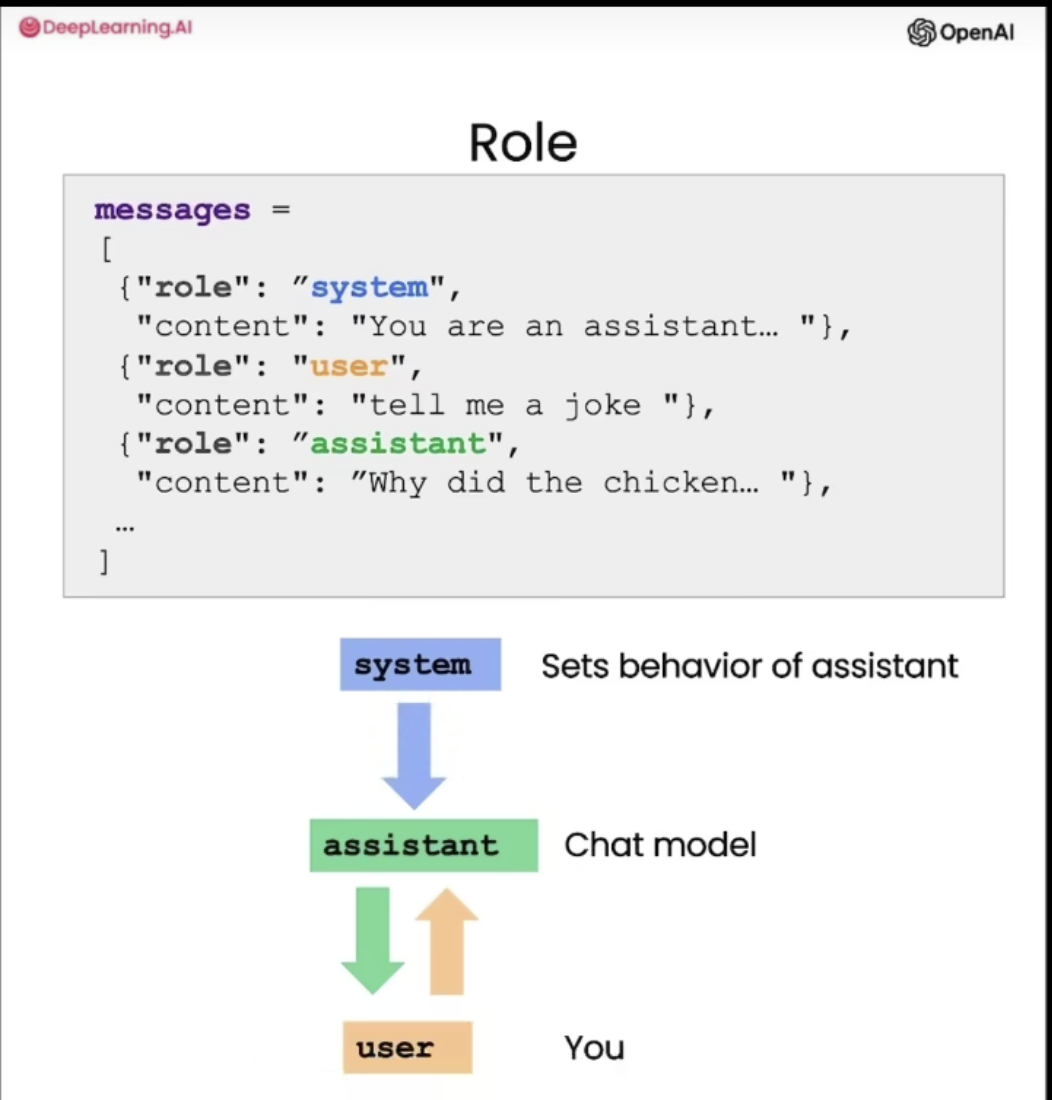 DeepLearning.AI
OpenAI
Role
messages =
[
{"role": ”system",
"content": "You are an assistant… "},
{"role": "user",
"content": "tell me a joke "},
{"role": ”assistant",
"content": ”Why did the chicken… "},
…
]
system Sets behavior of assistant
assistant Chat model
user You